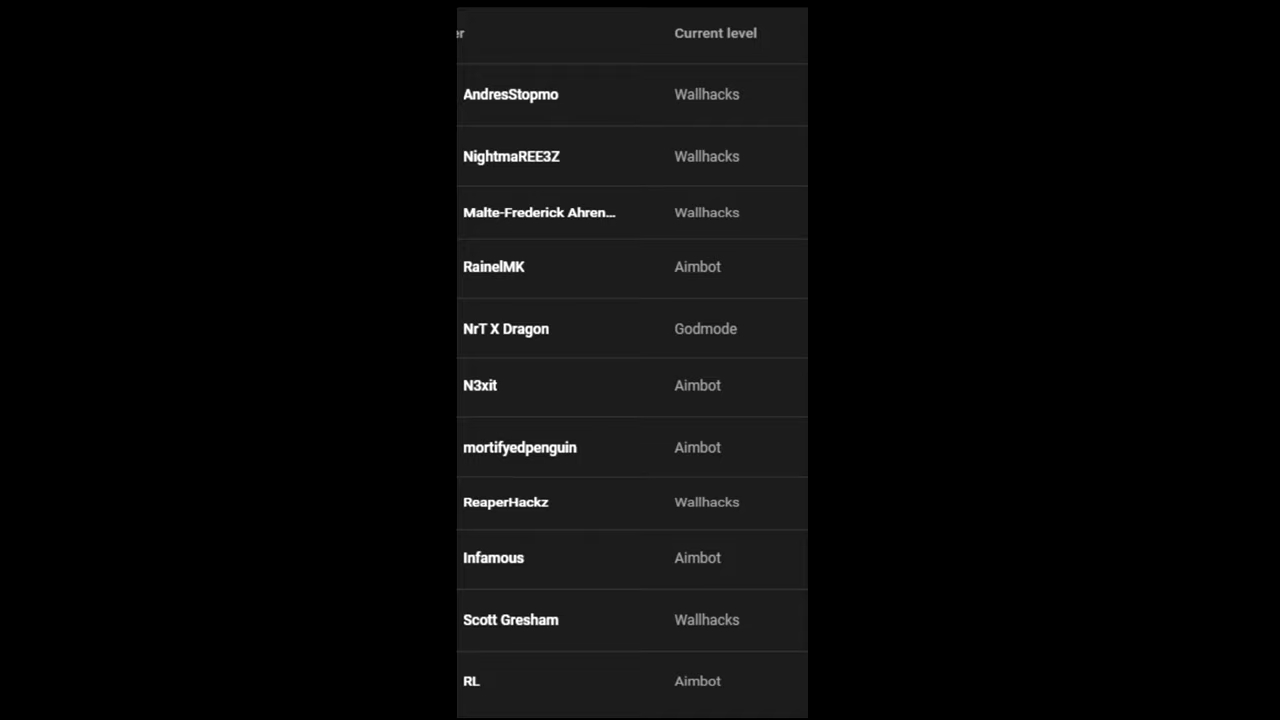 er Current level
AndresStopmo Wallhacks
NightmaREE3Z Wallhacks
Malte-Frederick Ahren... Wallhacks
RainelMK Aimbot
NrT X Dragon Godmode
N3xit Aimbot
mortifyedpenguin Aimbot
ReaperHackz Wallhacks
Infamous Aimbot
Scott Gresham Wallhacks
RL Aimbot